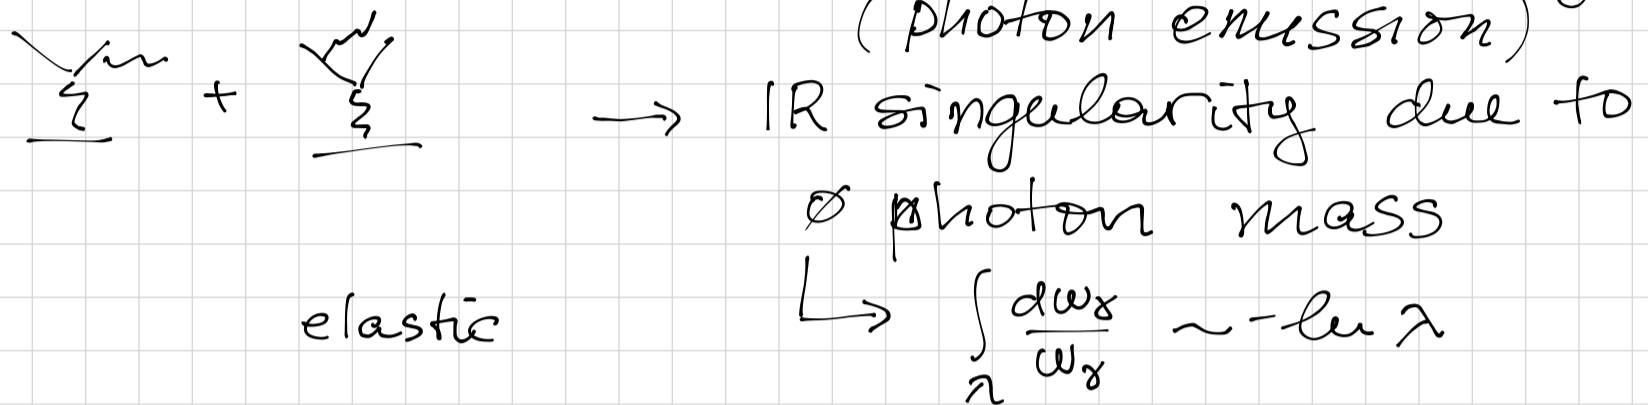 (photon emission)
+ → IR singularity due to
∅ photon mass
elastic ↳ ∫_λ dω_γ/ω_γ ~ -ln λ